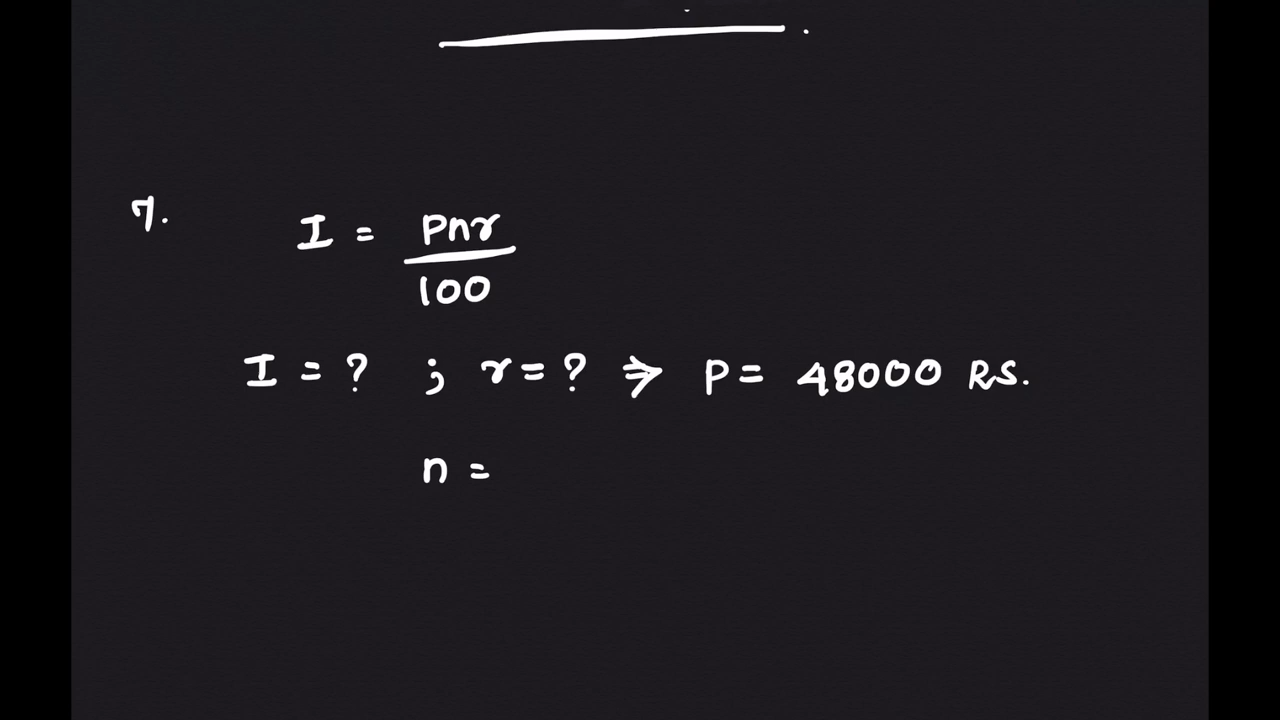 7.
I = Pnr
100
I = ? ; r = ? ⇒ P = 48000 RS.
n =